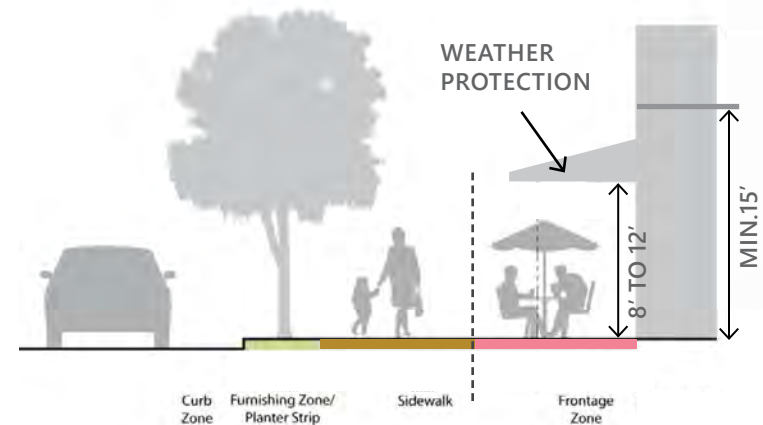 WEATHER
PROTECTION
8’ TO 12’
MIN.15’
Curb
Zone
Furnishing Zone/
Planter Strip
Sidewalk
Frontage
Zone